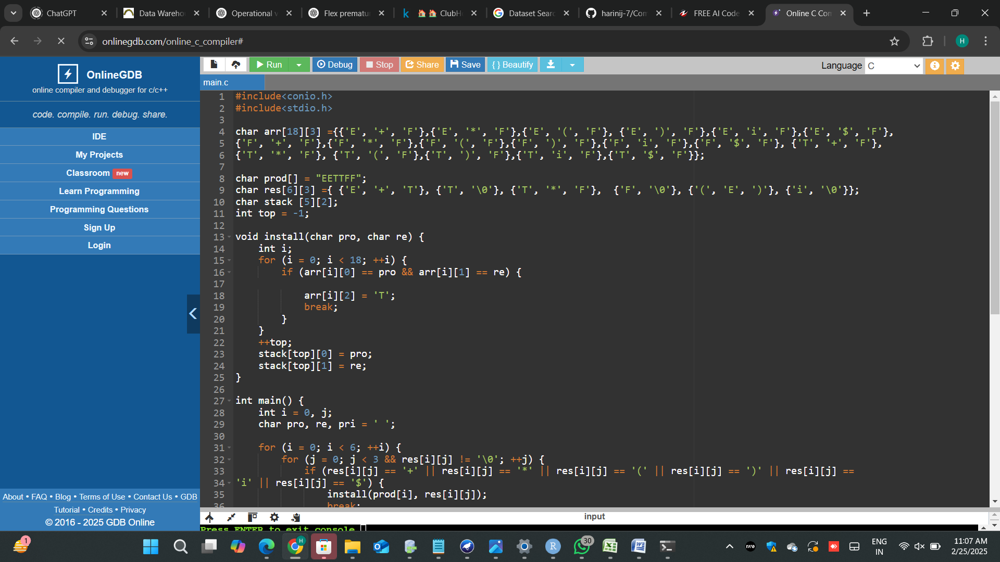 ChatGPT
Data Wareho
Operational v
Flex prematur
ClubH
Dataset Searc
harinij-7/Com
FREE AI Code
Online C Com
onlinegdb.com/online_c_compiler#
H
OnlineGDB
online compiler and debugger for c/c++
code. compile. run. debug. share.
IDE
My Projects
Classroom new
Learn Programming
Programming Questions
Sign Up
Login
About • FAQ • Blog • Terms of Use • Contact Us • GDB
Tutorial • Credits • Privacy
© 2016 - 2025 GDB Online
Run
Debug
Stop
Share
Save
{ } Beautify
Language C
main.c
1 #include<conio.h>
2 #include<stdio.h>
3
4 char arr[18][3] ={{'E', '+', 'F'},{'E', '*', 'F'},{'E', '(', 'F'}, {'E', ')', 'F'},{'E', 'i', 'F'},{'E', '$', 'F'},
5 {'F', '+', 'F'},{'F', '*', 'F'},{'F', '(', 'F'},{'F', ')', 'F'},{'F', 'i', 'F'},{'F', '$', 'F'}, {'T', '+', 'F'},
6 {'T', '*', 'F'}, {'T', '(', 'F'},{'T', ')', 'F'},{'T', 'i', 'F'},{'T', '$', 'F'}};
7
8 char prod[] = "EETTFF";
9 char res[6][3] ={ {'E', '+', 'T'}, {'T', '\0'}, {'T', '*', 'F'},  {'F', '\0'}, {'(', 'E', ')'}, {'i', '\0'}};
10 char stack [5][2];
11 int top = -1;
12
13 void install(char pro, char re) {
14     int i;
15     for (i = 0; i < 18; ++i) {
16         if (arr[i][0] == pro && arr[i][1] == re) {
17
18             arr[i][2] = 'T';
19             break;
20         }
21     }
22     ++top;
23     stack[top][0] = pro;
24     stack[top][1] = re;
25 }
26
27 int main() {
28     int i = 0, j;
29     char pro, re, pri = ' ';
30
31     for (i = 0; i < 6; ++i) {
32         for (j = 0; j < 3 && res[i][j] != '\0'; ++j) {
33             if (res[i][j] == '+' || res[i][j] == '*' || res[i][j] == '(' || res[i][j] == ')' || res[i][j] ==
34 'i' || res[i][j] == '$') {
35                 install(prod[i], res[i][j]);
36                 break;
input
Press ENTER to exit console.
1
30
ENG
IN
11:07 AM
2/25/2025